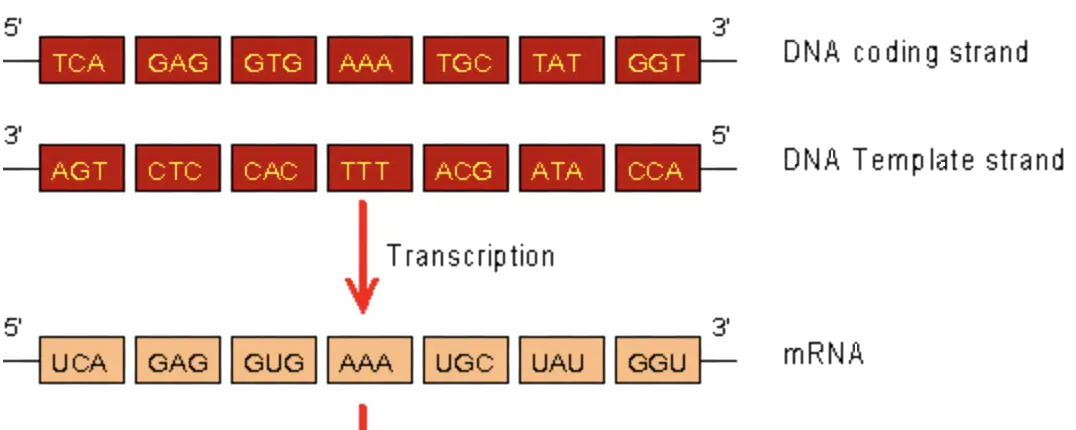 5' 3'
TCA GAG GTG AAA TGC TAT GGT DNA coding strand
3' 5'
AGT CTC CAC TTT ACG ATA CCA DNA Template strand
Transcription
5' 3'
UCA GAG GUG AAA UGC UAU GGU mRNA